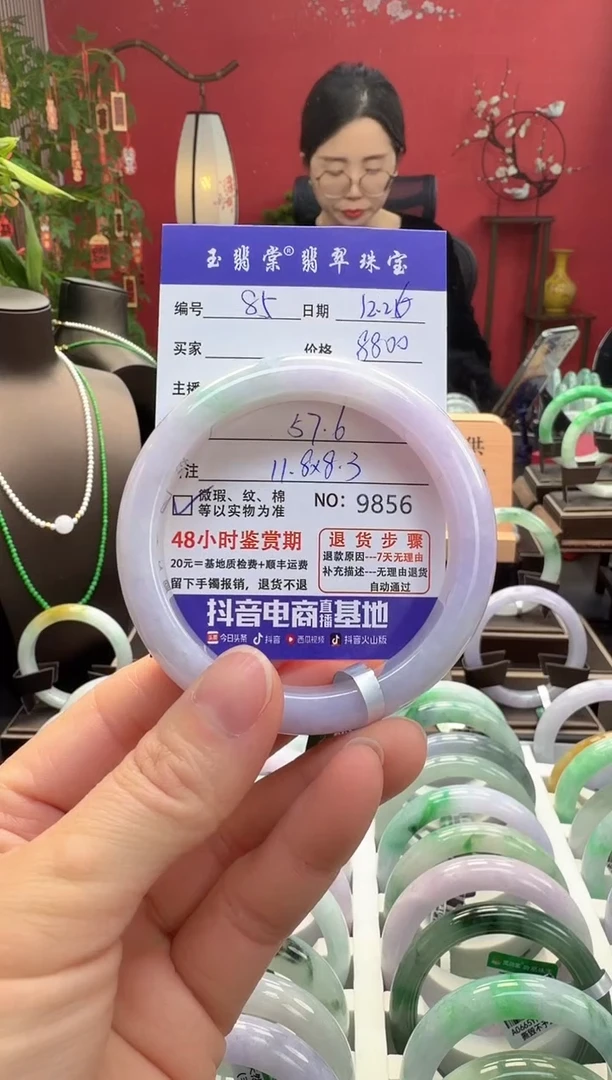 玉翡棠®翡翠珠宝
编号 85 日期 12.26
买家 价格 8800
主播
57.6
注 11.8×8.3
微瑕、纹、棉
等以实物为准
NO: 9856
48小时鉴赏期
20元=基地质检费+顺丰运费
留下手镯报销,退货不退
退货步骤
退款原因---7天无理由
补充描述---无理由退货
自动通过
抖音电商直播基地
头条 今日头条 抖音 西瓜视频 抖音火山版
供